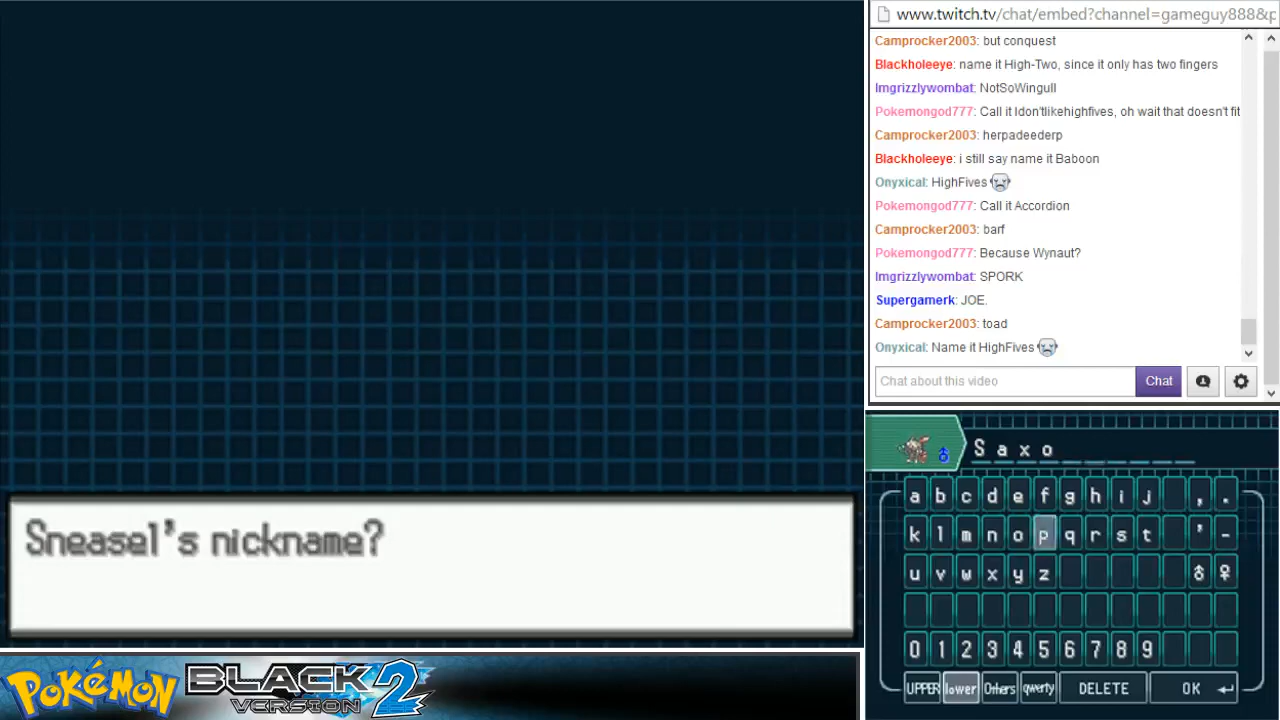 www.twitch.tv/chat/embed?channel=gameguy888&p
Camprocker2003: but conquest
Blackholeeye: name it High-Two, since it only has two fingers
Imgrizzlywombat: NotSoWingull
Pokemongod777: Call it Idon'tlikehighfives, oh wait that doesn't fit
Camprocker2003: herpadeederp
Blackholeeye: i still say name it Baboon
Onyxical: HighFives
Pokemongod777: Call it Accordion
Camprocker2003: barf
Pokemongod777: Because Wynaut?
Imgrizzlywombat: SPORK
Supergamerk: JOE.
Camprocker2003: toad
Onyxical: Name it HighFives
Chat about this video
Chat
Saxo
a b c d e f g h i j , .
k l m n o p q r s t ' -
u v w x y z ♂ ♀
0 1 2 3 4 5 6 7 8 9
UPPER lower Others qwerty DELETE OK
Sneasel's nickname?
POKéMON
BLACK 2
VERSION